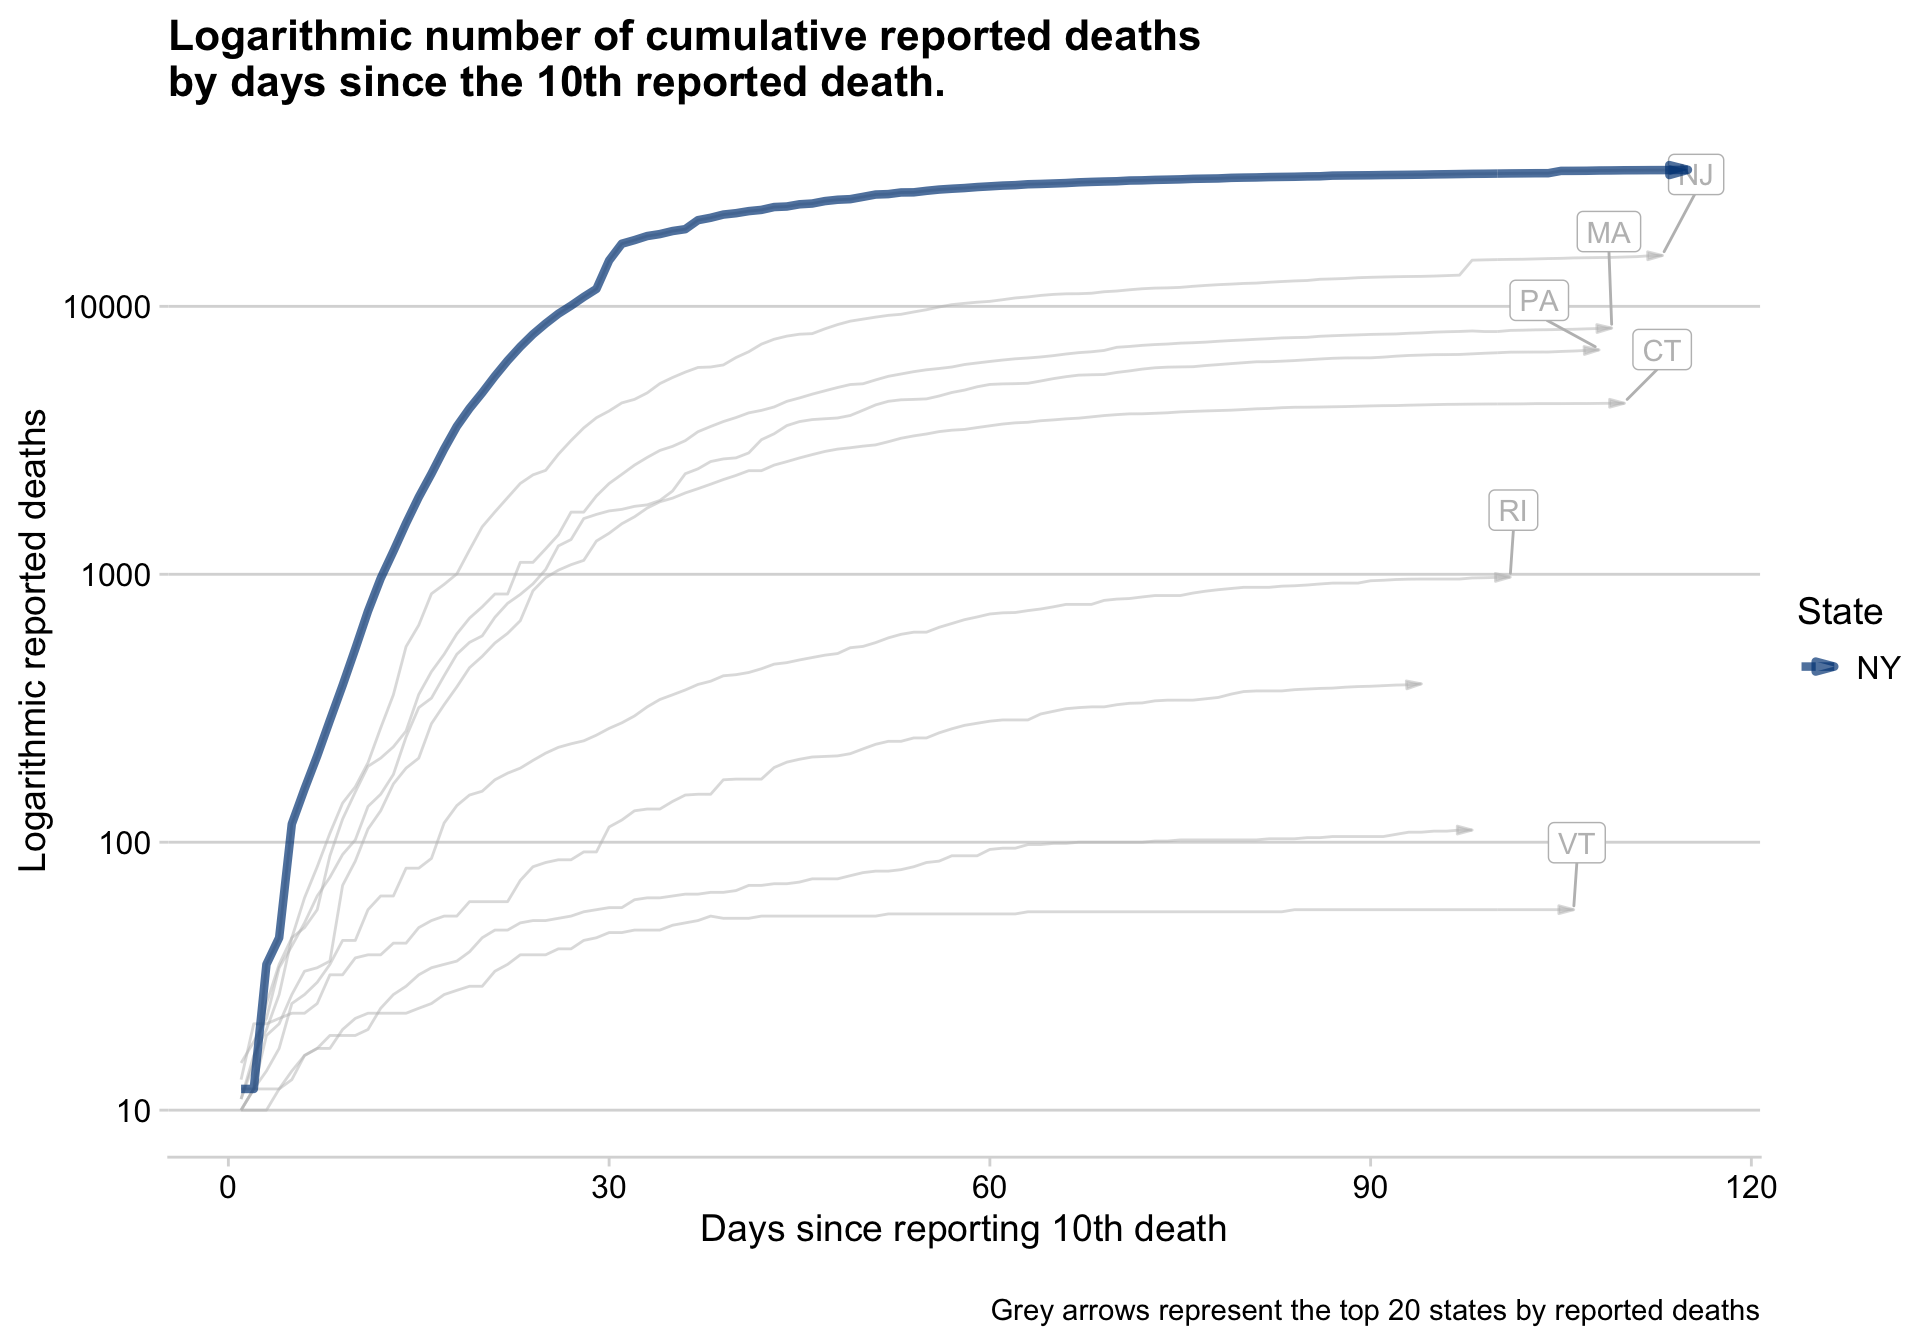 Logarithmic number of cumulative reported deaths
by days since the 10th reported death.
NJ
MA
PA
CT
RI
VT
10000
1000
100
10
Logarithmic reported deaths
0 30 60 90 120
Days since reporting 10th death
State
NY
Grey arrows represent the top 20 states by reported deaths